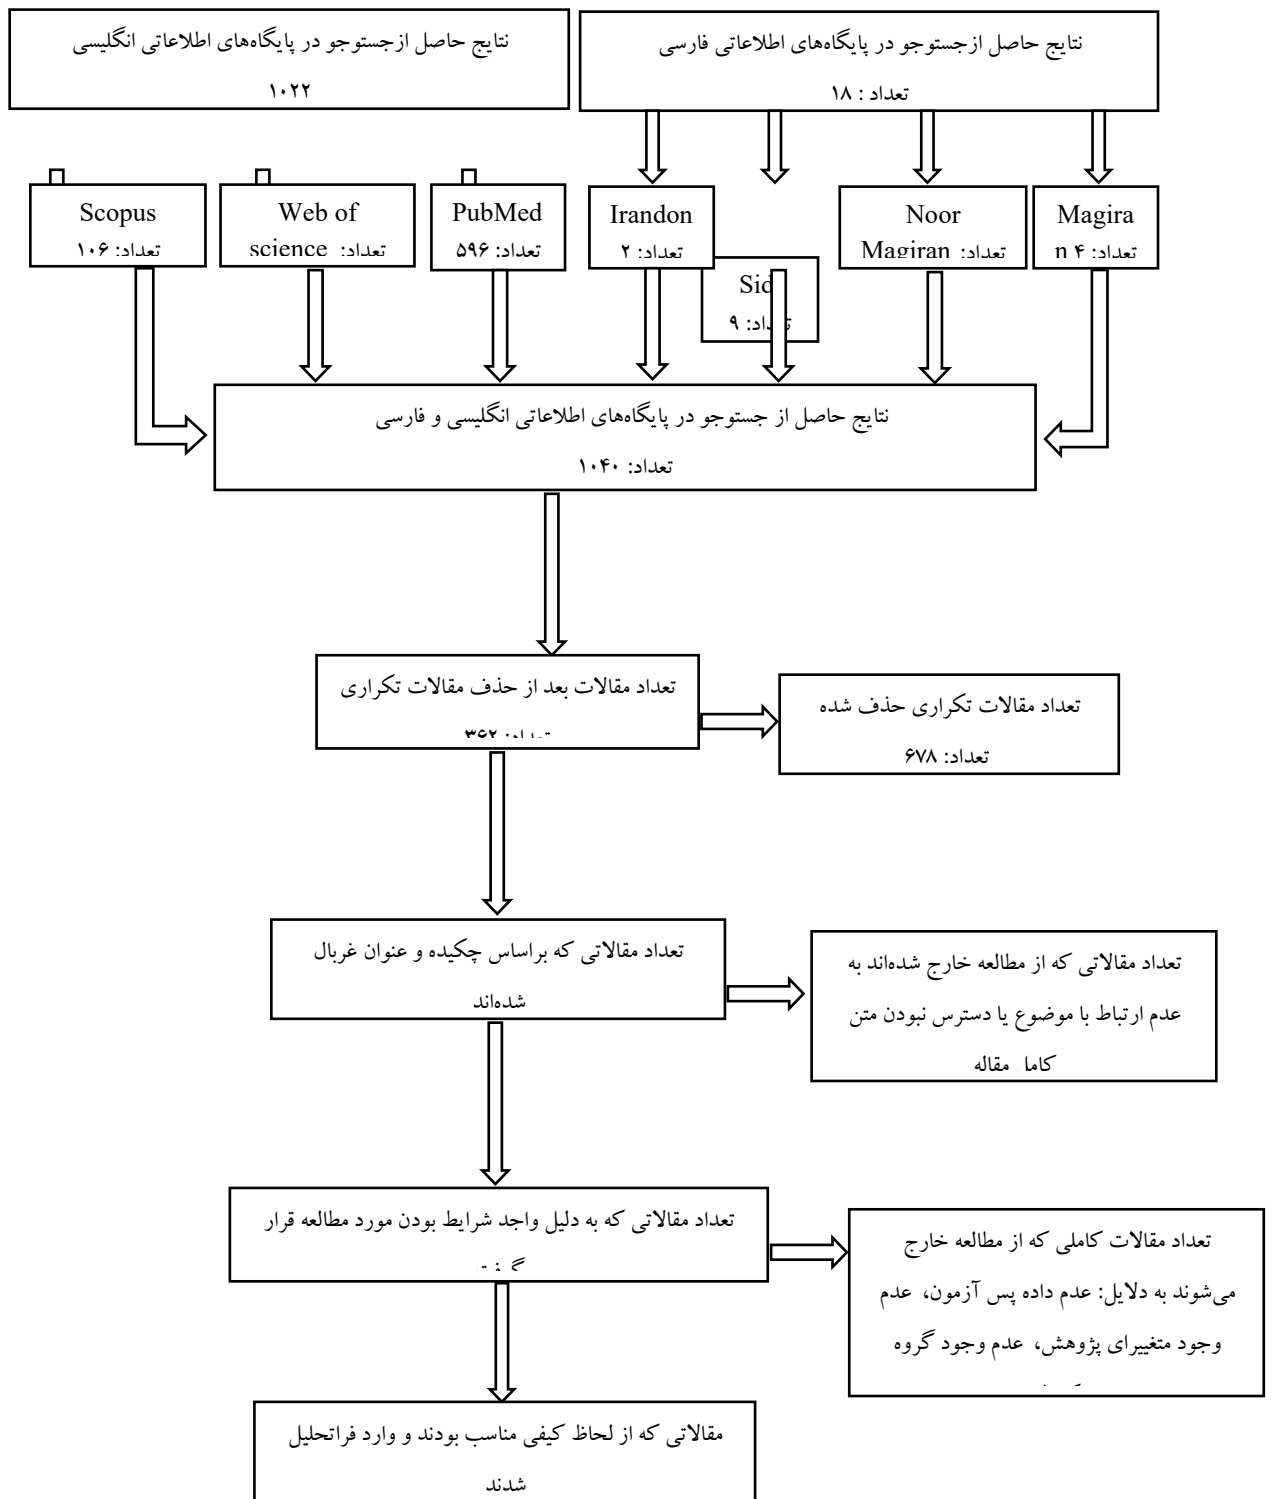 نتایج حاصل ازجستوجو در پایگاه‌های اطلاعاتی فارسی
تعداد : ۱۸
نتایج حاصل ازجستوجو در پایگاه‌های اطلاعاتی انگلیسی
۱۰۲۲
Magira
n تعداد: ۴
Noor
Magiran تعداد:
Sid
تعداد: ۹
Irandon
تعداد: ۲
PubMed
تعداد: ۵۹۶
Web of
science تعداد:
Scopus
تعداد: ۱۰۶
نتایج حاصل از جستوجو در پایگاه‌های اطلاعاتی انگلیسی و فارسی
تعداد: ۱۰۴۰
تعداد مقالات بعد از حذف مقالات تکراری
تعداد: ۳۶۲
تعداد مقالات تکراری حذف شده
تعداد: ۶۷۸
تعداد مقالاتی که براساس چکیده و عنوان غربال
شده‌اند
تعداد مقالاتی که از مطالعه خارج شده‌اند به
عدم ارتباط با موضوع یا دسترس نبودن متن
کامل مقاله
تعداد مقالاتی که به دلیل واجد شرایط بودن مورد مطالعه قرار
تعداد مقالات کاملی که از مطالعه خارج
می‌شوند به دلایل: عدم داده پس آزمون، عدم
وجود متغییرای پژوهش، عدم وجود گروه
مقالاتی که از لحاظ کیفی مناسب بودند و وارد فراتحلیل
شدند